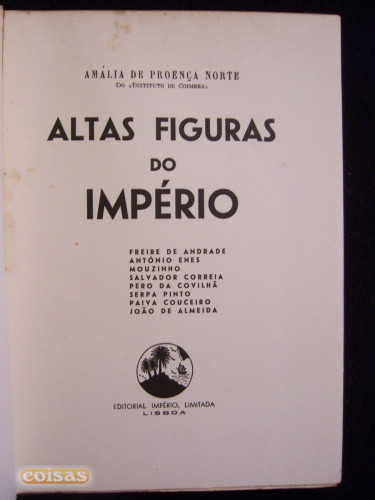 AMÁLIA DE PROENÇA NORTE
DO «INSTITUTO DE COIMBRA»
ALTAS FIGURAS
DO
IMPÉRIO
FREIRE DE ANDRADE
ANTÓNIO ENES
MOUZINHO
SALVADOR CORREIA
PERO DA COVILHÃ
SERPA PINTO
PAIVA COUCEIRO
JOÃO DE ALMEIDA
EDITORIAL IMPÉRIO, LIMITADA
LISBOA
coisas